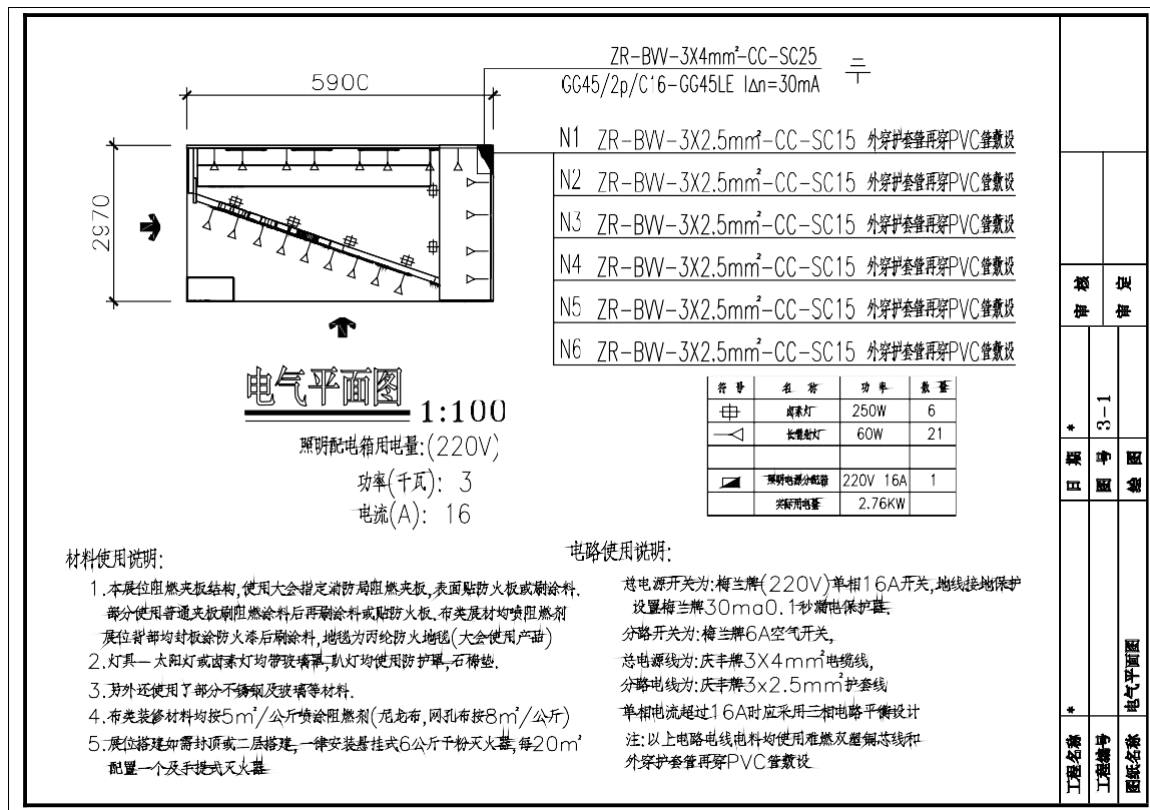 ZR-BVV-3X4mm²-CC-SC25
GG45/2p/C16-GG45LE I∆n=30mA
5900
2970
N1 ZR-BVV-3X2.5mm²-CC-SC15 外穿护套管再穿PVC管敷设
N2 ZR-BVV-3X2.5mm²-CC-SC15 外穿护套管再穿PVC管敷设
N3 ZR-BVV-3X2.5mm²-CC-SC15 外穿护套管再穿PVC管敷设
N4 ZR-BVV-3X2.5mm²-CC-SC15 外穿护套管再穿PVC管敷设
N5 ZR-BVV-3X2.5mm²-CC-SC15 外穿护套管再穿PVC管敷设
N6 ZR-BVV-3X2.5mm²-CC-SC15 外穿护套管再穿PVC管敷设
电气平面图 1:100
照明配电箱用电量:(220V)
功率(千瓦): 3
电流(A): 16
符号 名称 功率 数量
卤素灯 250W 6
长臂射灯 60W 21
照明电源分配箱 220V 16A 1
实际用电量 2.76KW
材料使用说明:
1. 本展位阻燃夹板结构,使用大会指定消防局阻燃夹板,表面贴防火板或刷涂料.
部分使用普通夹板刷阻燃涂料后再刷涂料或贴防火板.布类展材均喷阻燃剂
展位背部均封板涂防火漆后刷涂料,地毯为丙纶防火地毯(大会使用产品)
2. 灯具一太阳灯或卤素灯均带玻璃罩,趴灯均使用防护罩,石棉垫.
3. 另外还使用了部分不锈钢及玻璃等材料.
4. 布类装修材料均按5m²/公斤喷涂阻燃剂(尼龙布,网孔布按8m²/公斤)
5. 展位搭建如需封顶或二层搭建,一律安装悬挂式6公斤干粉灭火器,每20m²
配置一个及手提式灭火器
电路使用说明:
总电源开关为:梅兰牌(220V)单相16A开关,地线接地保护
设置梅兰牌30ma0.1秒漏电保护器
分路开关为:梅兰牌6A空气开关,
总电源线为:庆丰牌3X4mm²电缆线,
分路电线为:庆丰牌3x2.5mm²护套线
单相电流超过16A时应采用三相电路平衡设计
注:以上电路电线电料均使用难燃双塑铜芯线和
外穿护套管再穿PVC管敷设
审核
审定
日期 *
图号 3-1
绘图
工程名称 *
工程编号
图纸名称 电气平面图